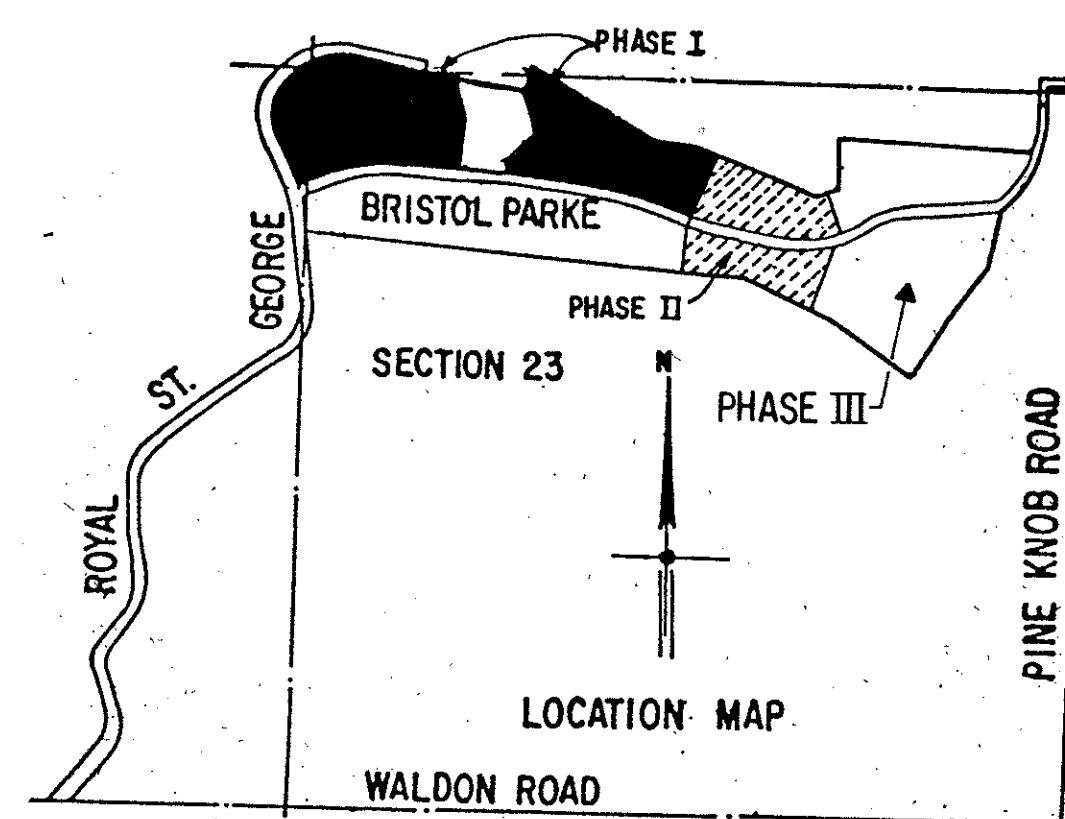 PHASE I
BRISTOL PARKE
GEORGE
PHASE II
SECTION 23
N
ST.
PHASE III
PINE KNOB ROAD
ROYAL
LOCATION MAP
WALDON ROAD